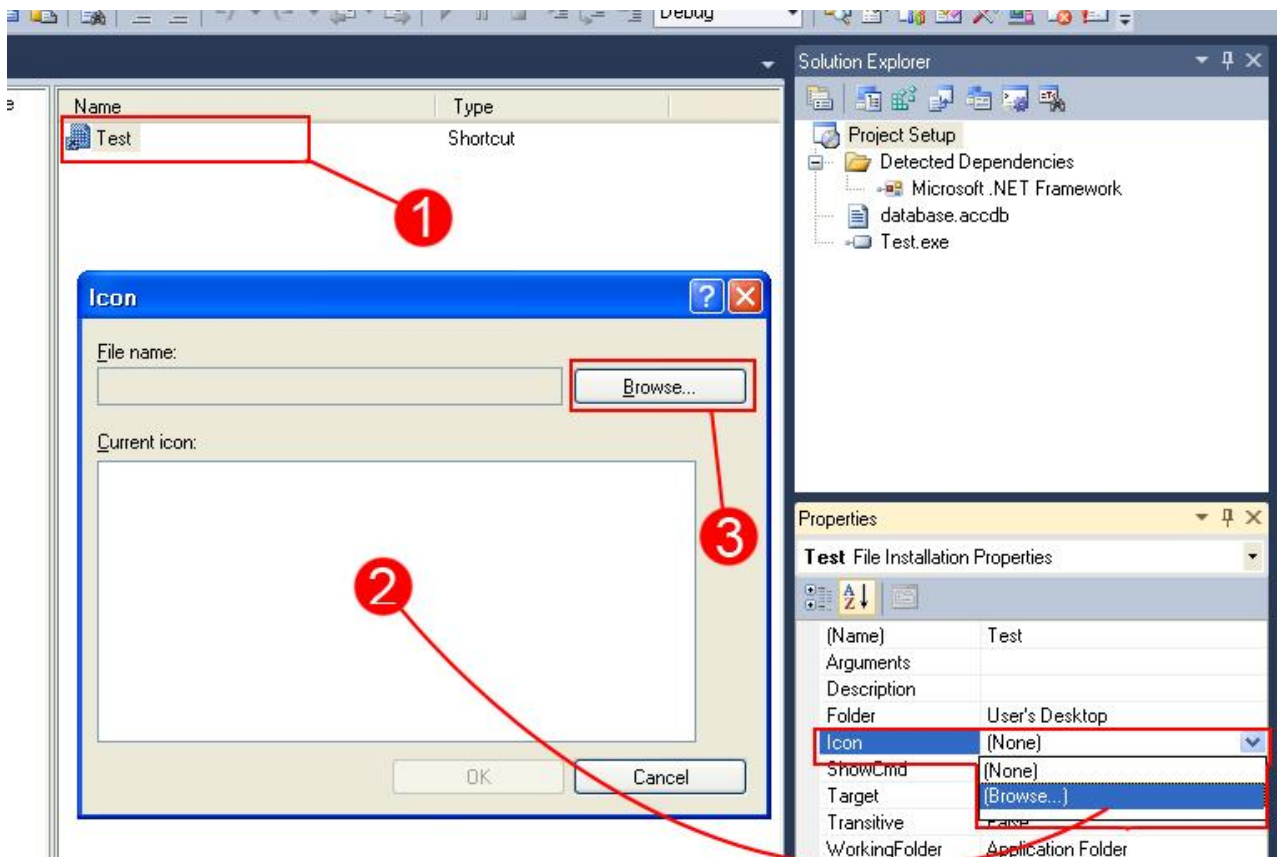 Debug
Solution Explorer
Name Type
Test Shortcut
1
Project Setup
Detected Dependencies
Microsoft .NET Framework
database.accdb
Test.exe
Icon
File name:
Browse...
Current icon:
3
2
OK Cancel
Properties
Test File Installation Properties
(Name) Test
Arguments
Description
Folder User's Desktop
Icon (None)
ShowCmd (None)
Target (Browse...)
Transitive False
WorkingFolder Application Folder